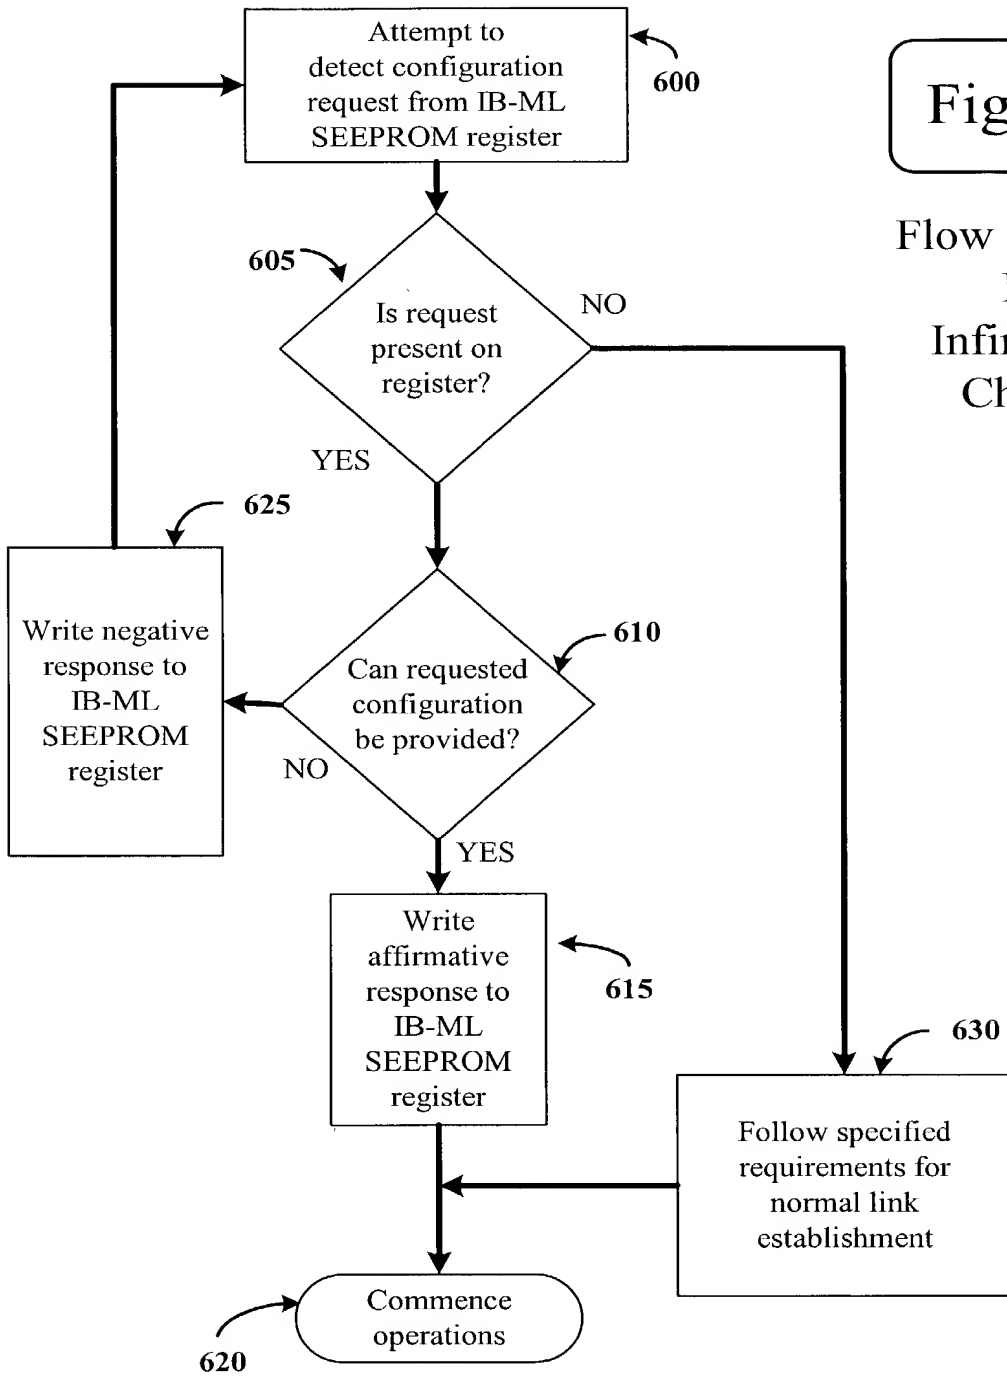 Attempt to
detect configuration
request from IB-ML
SEEPROM register
600
Fig
Flow
605
Is request
present on
register?
NO
YES
625
Write negative
response to
IB-ML
SEEPROM
register
610
Can requested
configuration
be provided?
NO
YES
Write
affirmative
response to
IB-ML
SEEPROM
register
615
630
Follow specified
requirements for
normal link
establishment
Commence
operations
620